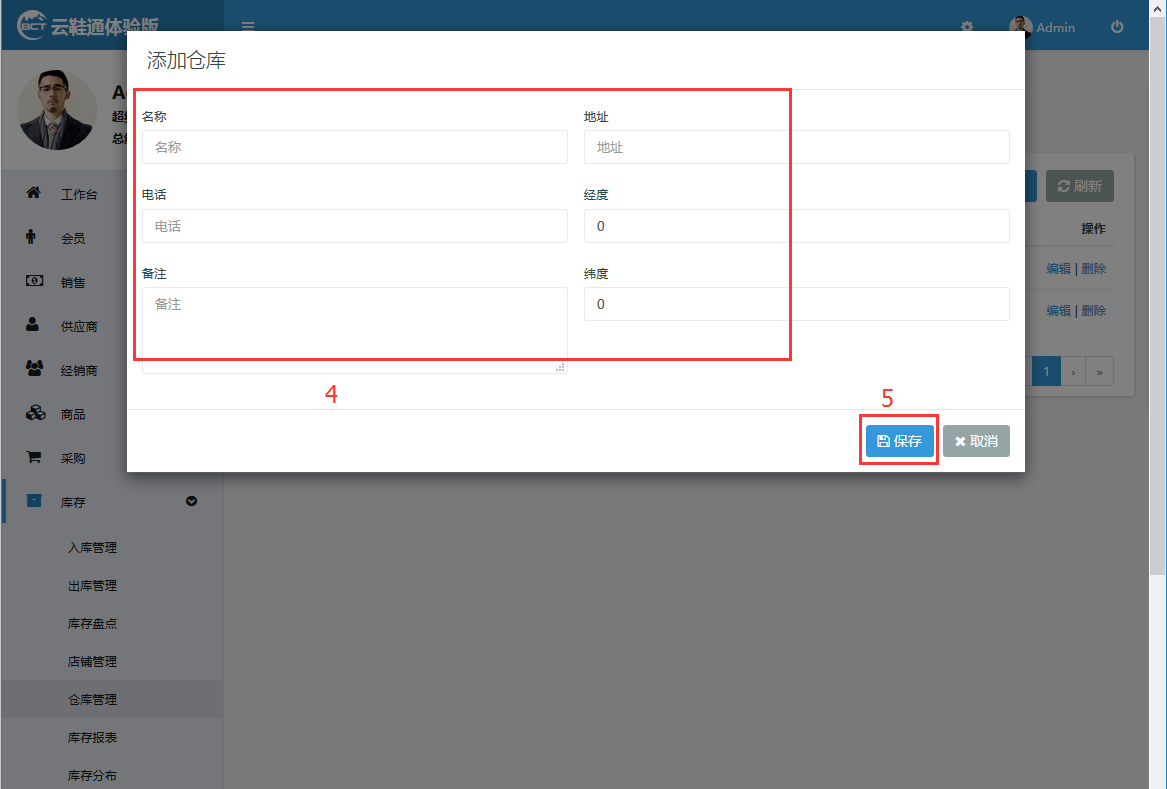 BCT 云鞋通体验版
Admin
添加仓库
A
超级
总经
名称
地址
名称
地址
电话
经度
电话
0
备注
纬度
备注
0
4
5
保存
取消
刷新
操作
编辑 | 删除
编辑 | 删除
1 › »
工作台
会员
销售
供应商
经销商
商品
采购
库存
入库管理
出库管理
库存盘点
店铺管理
仓库管理
库存报表
库存分布